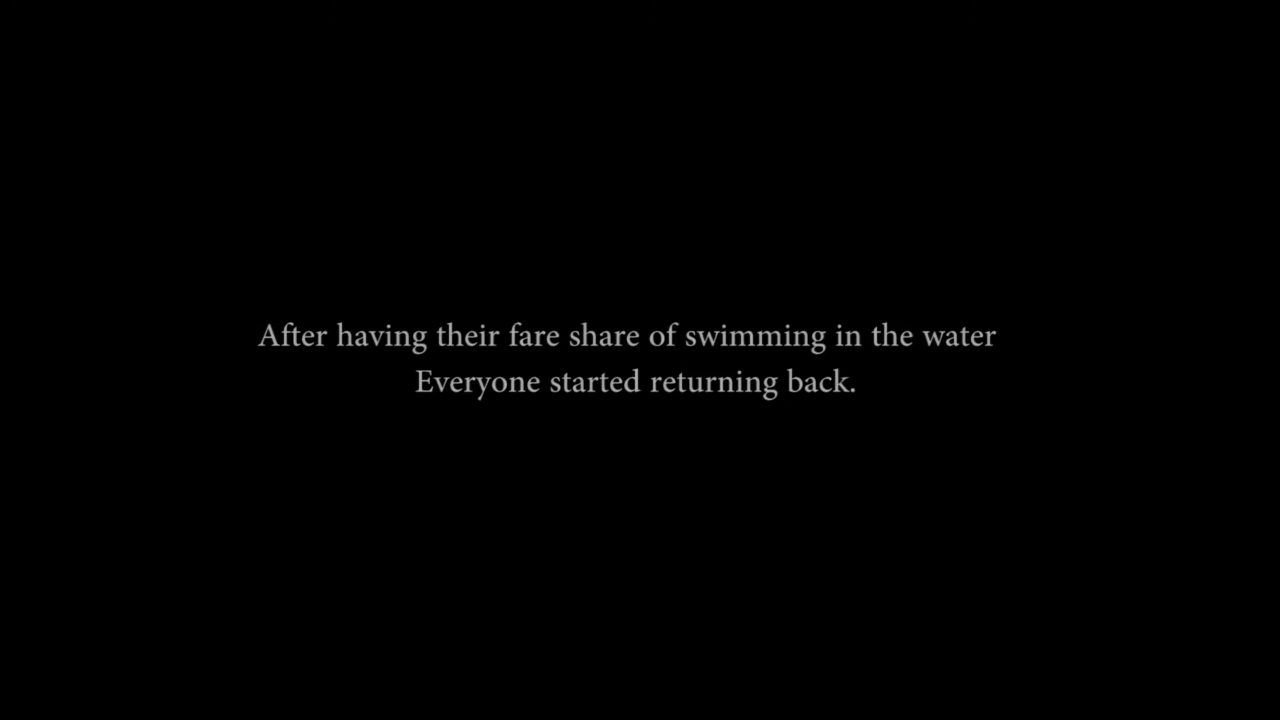 After having their fare share of swimming in the water
Everyone started returning back.